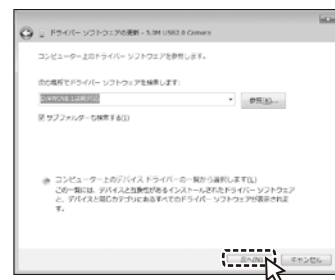 ドライバー ソフトウェアの更新 - 5.0M USB2.0 Camera
コンピューター上のドライバー ソフトウェアを参照します。
次の場所でドライバー ソフトウェアを検索します:
参照(R)...
サブフォルダーも検索する(I)
コンピューター上のデバイス ドライバーの一覧から選択します(L)
この一覧には、デバイスと互換性があるインストールされたドライバー ソフトウェア
と、デバイスと同じカテゴリにあるすべてのドライバー ソフトウェアが表示されま
す。
次へ(N)
キャンセル